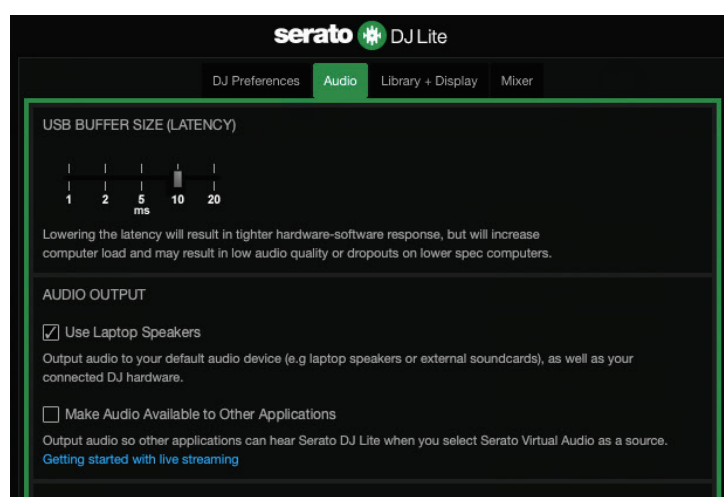 serato DJ Lite
DJ Preferences Audio Library + Display Mixer
USB BUFFER SIZE (LATENCY)
1 2 5 10 20
ms
Lowering the latency will result in tighter hardware-software response, but will increase
computer load and may result in low audio quality or dropouts on lower spec computers.
AUDIO OUTPUT
Use Laptop Speakers
Output audio to your default audio device (e.g laptop speakers or external soundcards), as well as your
connected DJ hardware.
Make Audio Available to Other Applications
Output audio so other applications can hear Serato DJ Lite when you select Serato Virtual Audio as a source.
Getting started with live streaming